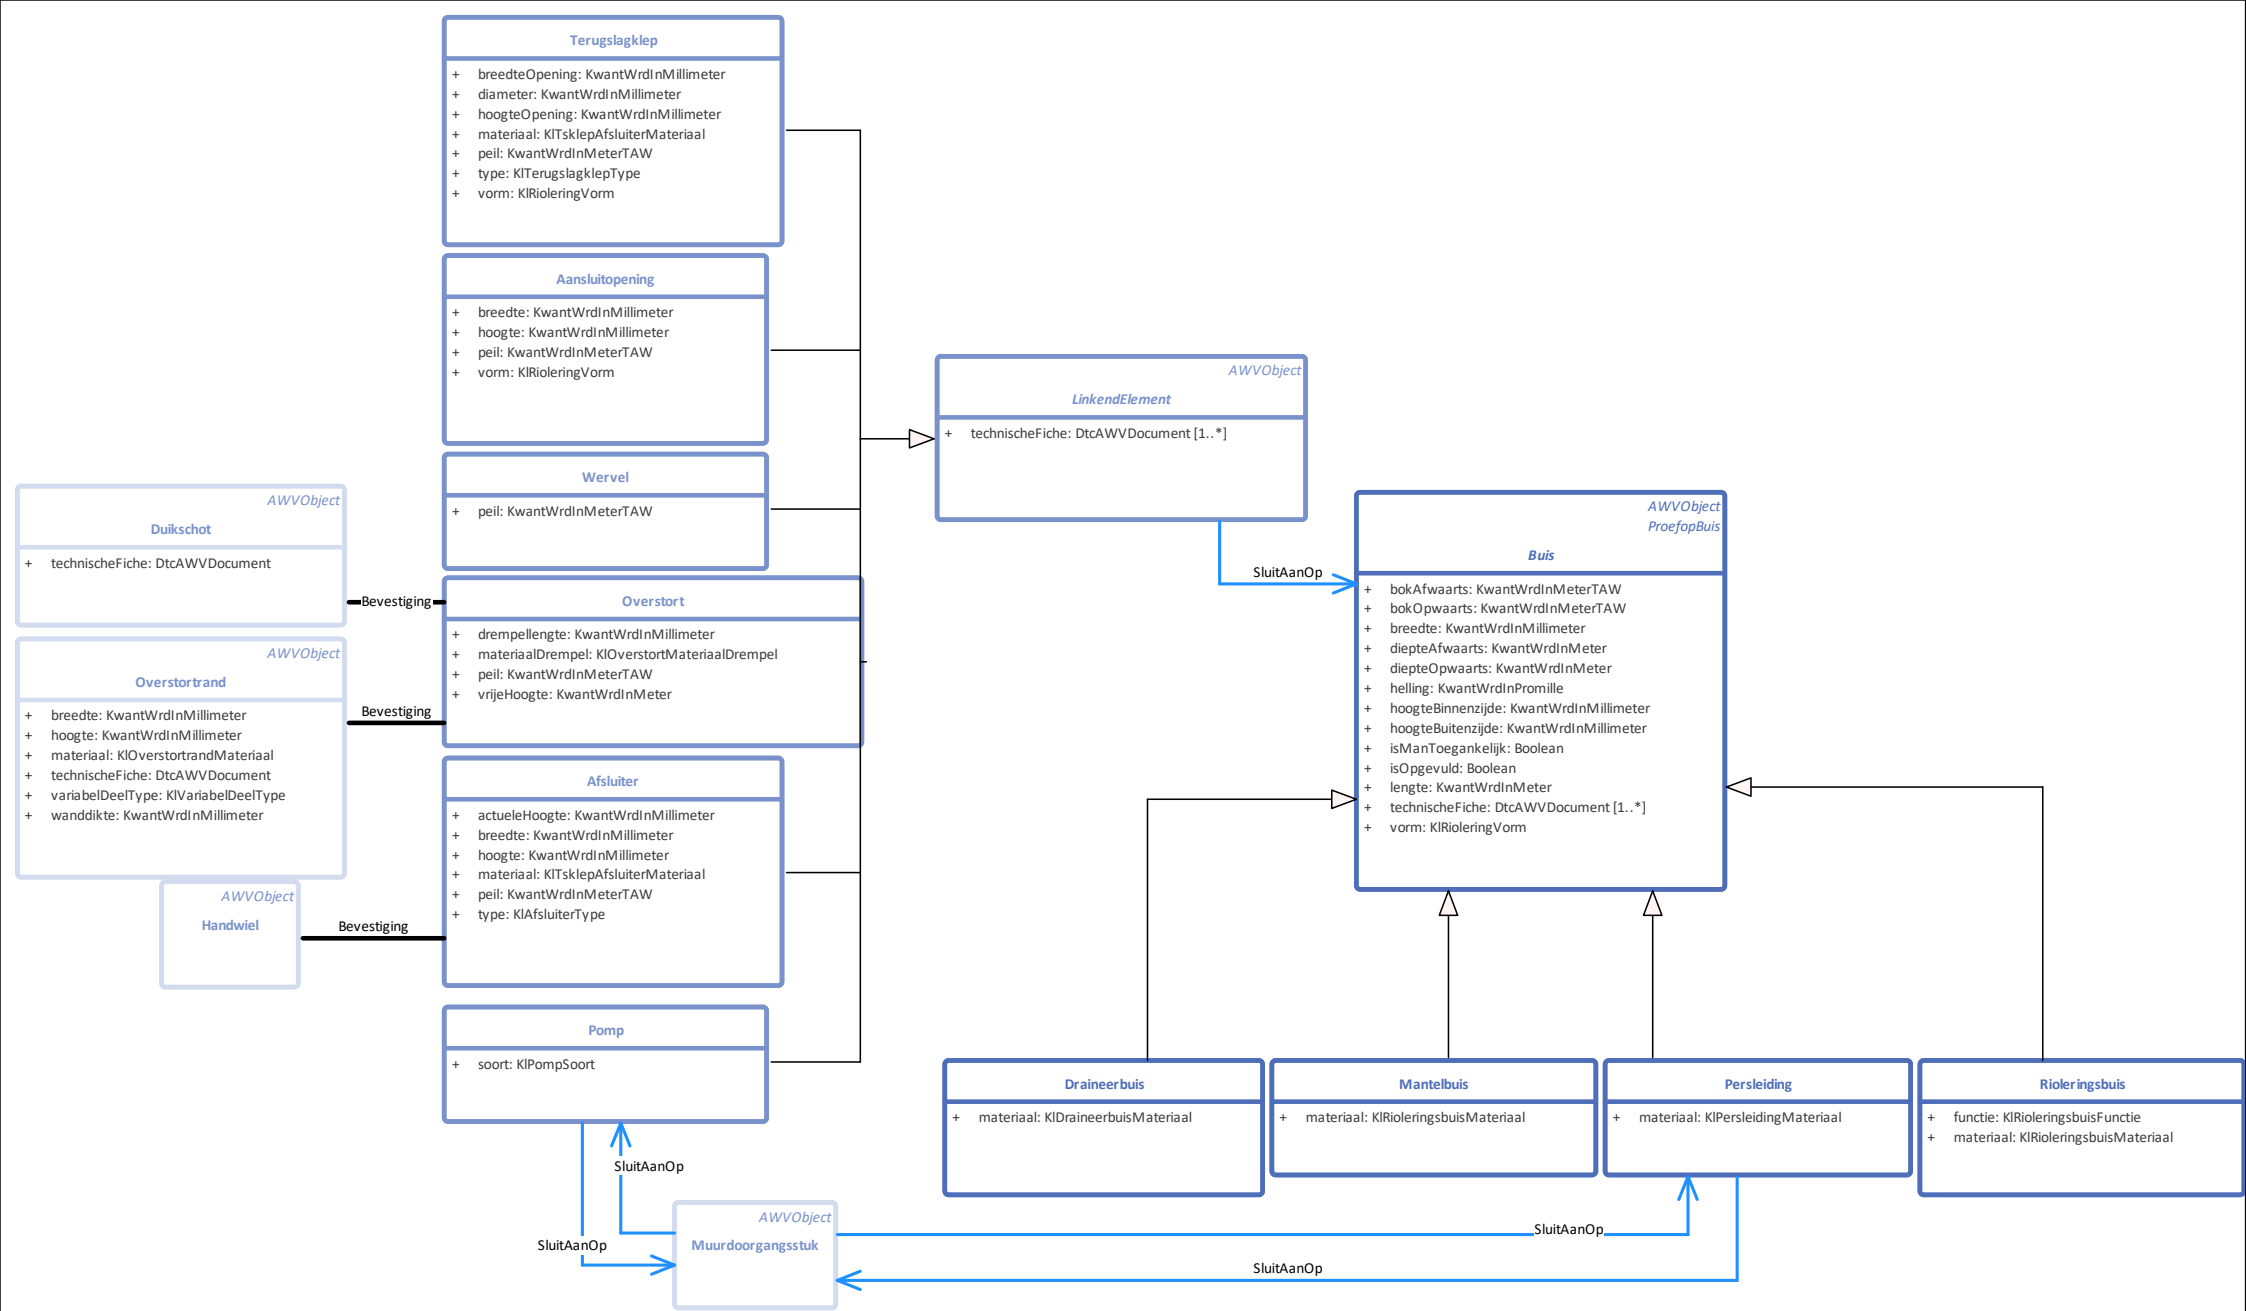 Terugslagklep
+ breedteOpening: KwantWrdInMillimeter
+ diameter: KwantWrdInMillimeter
+ hoogteOpening: KwantWrdInMillimeter
+ materiaal: KlTsklepAfsluiterMateriaal
+ peil: KwantWrdInMeterTAW
+ type: KlTerugslagklepType
+ vorm: KlRioleringVorm
Aansluitopening
+ breedte: KwantWrdInMillimeter
+ hoogte: KwantWrdInMillimeter
+ peil: KwantWrdInMeterTAW
+ vorm: KlRioleringVorm
Wervel
+ peil: KwantWrdInMeterTAW
AWVObject
Duikschot
+ technischeFiche: DtcAWVDocument
Bevestiging
Overstort
+ drempellengte: KwantWrdInMillimeter
+ materiaalDrempel: KlOverstortMateriaalDrempel
+ peil: KwantWrdInMeterTAW
+ vrijeHoogte: KwantWrdInMeter
AWVObject
Overstortrand
+ breedte: KwantWrdInMillimeter
+ hoogte: KwantWrdInMillimeter
+ materiaal: KlOverstortrandMateriaal
+ technischeFiche: DtcAWVDocument
+ variabelDeelType: KlVariabelDeelType
+ wanddikte: KwantWrdInMillimeter
Bevestiging
Afsluiter
+ actueleHoogte: KwantWrdInMillimeter
+ breedte: KwantWrdInMillimeter
+ hoogte: KwantWrdInMillimeter
+ materiaal: KlTsklepAfsluiterMateriaal
+ peil: KwantWrdInMeterTAW
+ type: KlAfsluiterType
AWVObject
Handwiel
Bevestiging
Pomp
+ soort: KlPompSoort
AWVObject
LinkendElement
+ technischeFiche: DtcAWVDocument [1..*]
SluitAanOp
AWVObject
ProefopBuis
Buis
+ bokAfwaarts: KwantWrdInMeterTAW
+ bokOpwaarts: KwantWrdInMeterTAW
+ breedte: KwantWrdInMillimeter
+ diepteAfwaarts: KwantWrdInMeter
+ diepteOpwaarts: KwantWrdInMeter
+ helling: KwantWrdInPromille
+ hoogteBinnenzijde: KwantWrdInMillimeter
+ hoogteBuitenzijde: KwantWrdInMillimeter
+ isManToegankelijk: Boolean
+ isOpgevuld: Boolean
+ lengte: KwantWrdInMeter
+ technischeFiche: DtcAWVDocument [1..*]
+ vorm: KlRioleringVorm
Draineerbuis
+ materiaal: KlDraineerbuisMateriaal
Mantelbuis
+ materiaal: KlRioleringsbuisMateriaal
Persleiding
+ materiaal: KlPersleidingMateriaal
Rioleringsbuis
+ functie: KlRioleringsbuisFunctie
+ materiaal: KlRioleringsbuisMateriaal
SluitAanOp
SluitAanOp
AWVObject
Muurdoorgangsstuk
SluitAanOp
SluitAanOp